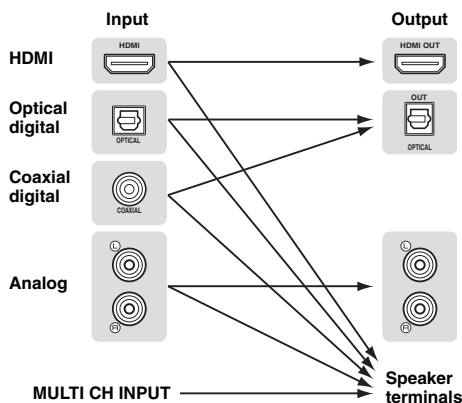 Input
Output
HDMI
HDMI
HDMI OUT
Optical
digital
OPTICAL
OUT
OPTICAL
Coaxial
digital
COAXIAL
Analog
L
R
L
R
MULTI CH INPUT
Speaker
terminals